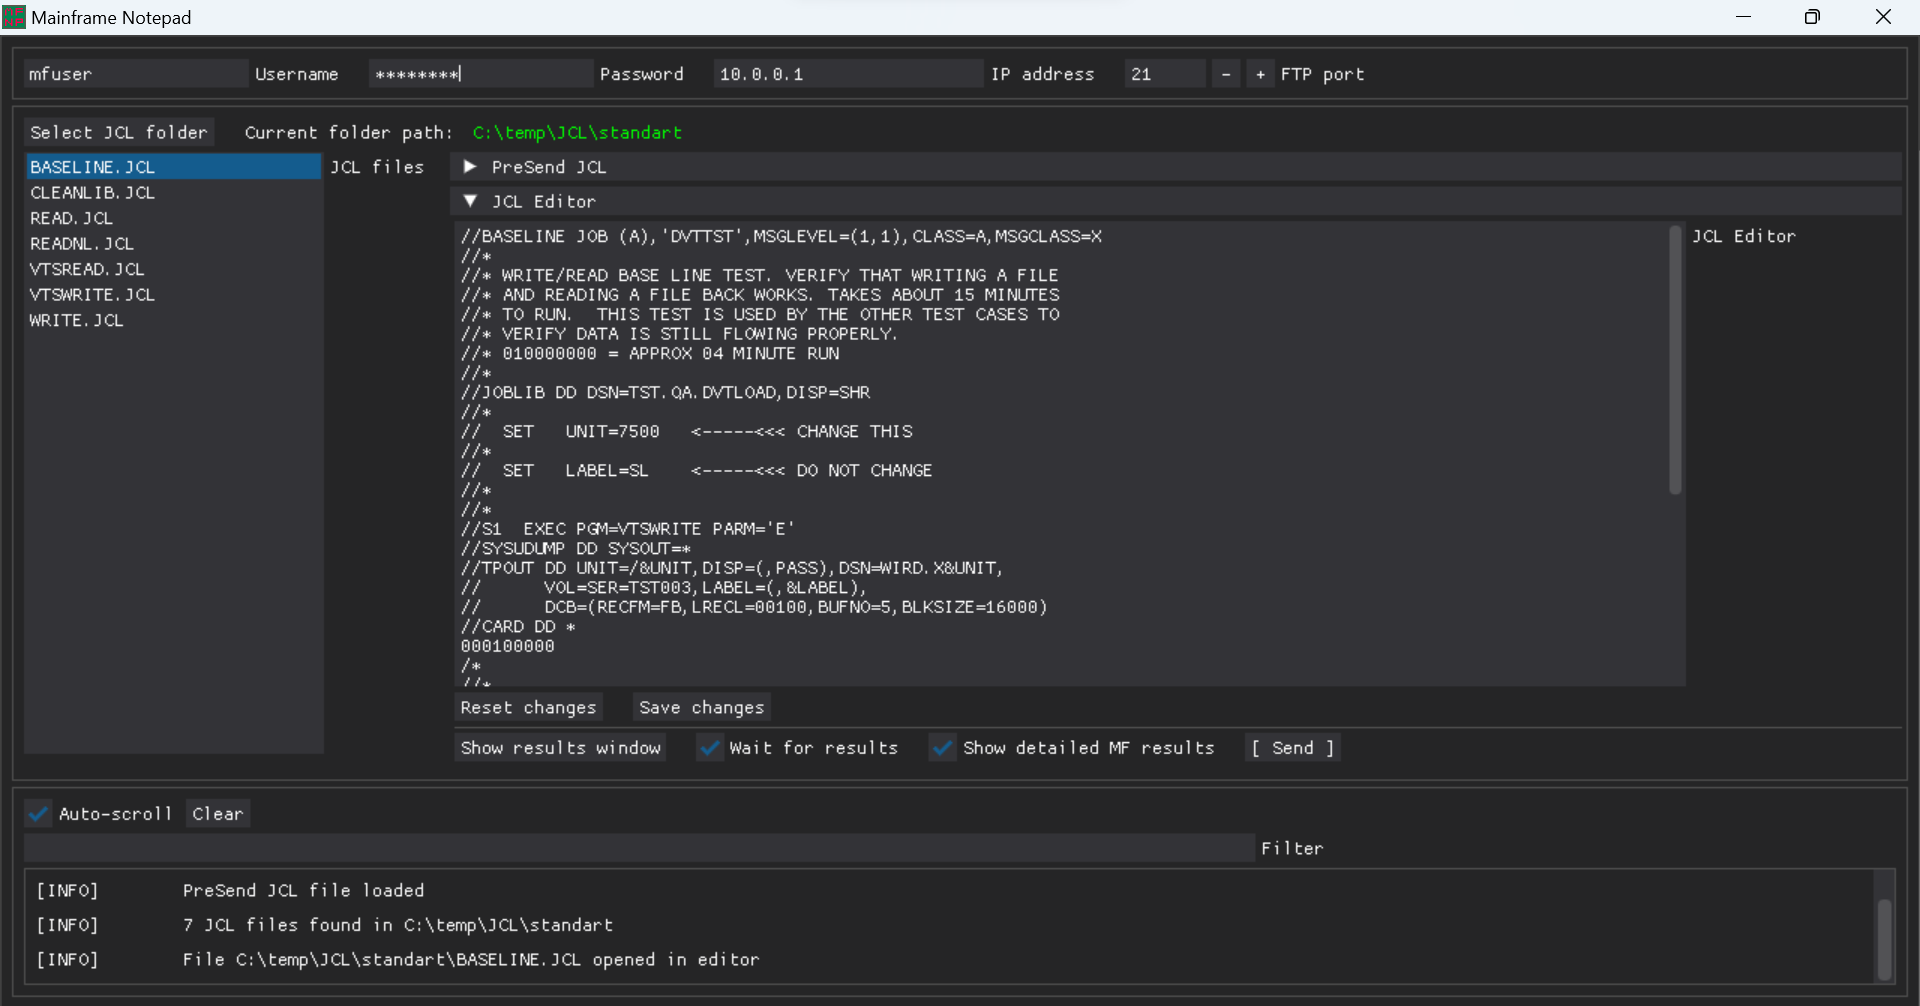 Mainframe Notepad
mfuser Username ******** Password 10.0.0.1 IP address 21 - + FTP port
Select JCL folder Current folder path: C:\temp\JCL\standart
BASELINE.JCL JCL files PreSend JCL
CLEANLIB.JCL
READ.JCL
READNL.JCL
VTSREAD.JCL
VTSWRITE.JCL
WRITE.JCL
JCL Editor
//BASELINE JOB (A),'DVTTST',MSGLEVEL=(1,1),CLASS=A,MSGCLASS=X
//*
//* WRITE/READ BASE LINE TEST.  VERIFY THAT WRITING A FILE
//* AND READING A FILE BACK WORKS.  TAKES ABOUT 15 MINUTES
//* TO RUN.  THIS TEST IS USED BY THE OTHER TEST CASES TO
//* VERIFY DATA IS STILL FLOWING PROPERLY.
//* 010000000 = APPROX 04 MINUTE RUN
//*
//JOBLIB DD DSN=TST.QA.DVTLOAD,DISP=SHR
//*
//  SET   UNIT=7500   <-----<<< CHANGE THIS
//*
//  SET   LABEL=SL    <-----<<< DO NOT CHANGE
//*
//*
//S1  EXEC PGM=VTSWRITE PARM='E'
//SYSUDUMP DD SYSOUT=*
//TPOUT DD UNIT=/&UNIT,DISP=(,PASS),DSN=WIRD.X&UNIT,
//      VOL=SER=TST003,LABEL=(,&LABEL),
//      DCB=(RECFM=FB,LRECL=00100,BUFNO=5,BLKSIZE=16000)
//CARD DD *
000100000
/*
//*
JCL Editor
Reset changes Save changes
Show results window Wait for results Show detailed MF results [ Send ]
Auto-scroll Clear
Filter
[INFO] PreSend JCL file loaded
[INFO] 7 JCL files found in C:\temp\JCL\standart
[INFO] File C:\temp\JCL\standart\BASELINE.JCL opened in editor